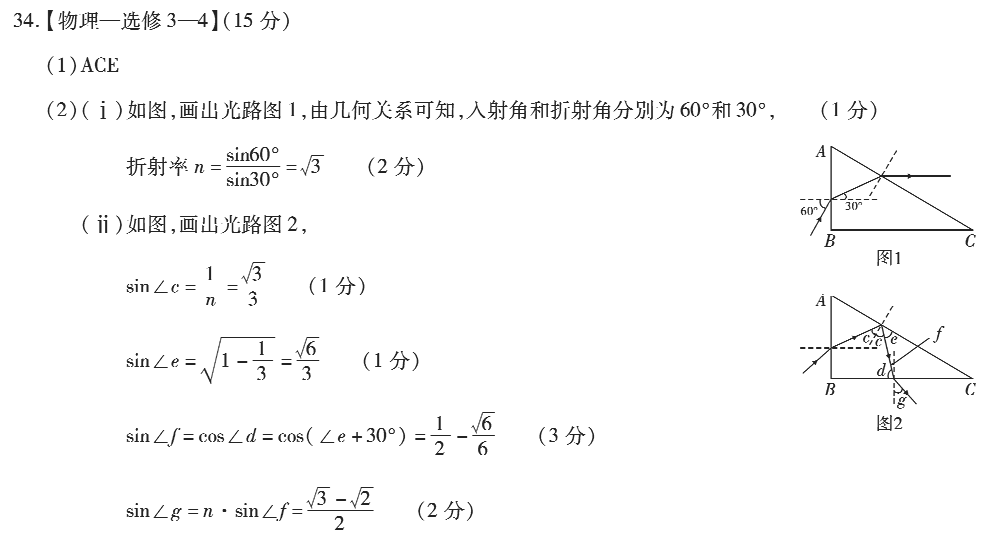 34.【物理—选修3—4】(15分)
(1)ACE
(2)(ⅰ)如图,画出光路图1,由几何关系可知,入射角和折射角分别为60°和30°, (1分)
折射率n=sin60°/sin30°=√3 (2分)
(ⅱ)如图,画出光路图2,
sin∠c=1/n=√3/3 (1分)
sin∠e=√(1-1/3)=√6/3 (1分)
sin∠f=cos∠d=cos(∠e+30°)=1/2-√6/6 (3分)
sin∠g=n·sin∠f=(√3-√2)/2 (2分)
A
60° 30°
B C
图1
A
c c e f
d
B C
g
图2